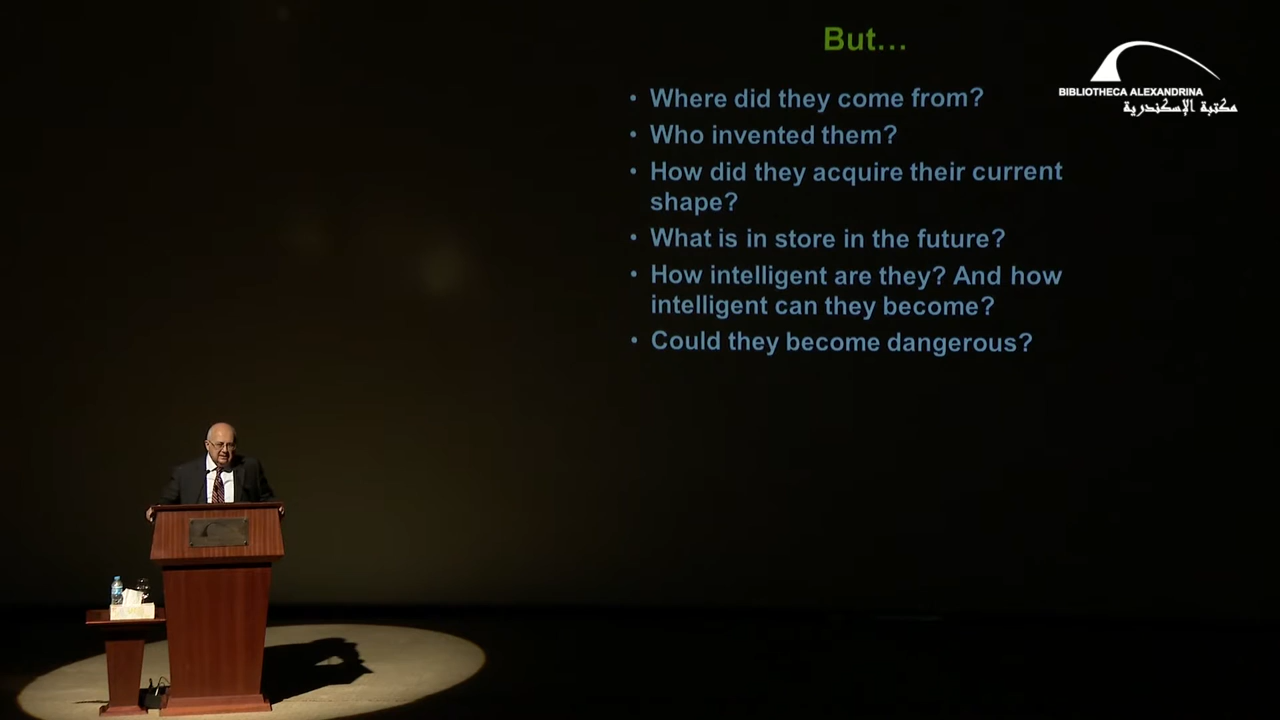 But...
• Where did they come from?
• Who invented them?
• How did they acquire their current
shape?
• What is in store in the future?
• How intelligent are they? And how
intelligent can they become?
• Could they become dangerous?
BIBLIOTHECA ALEXANDRINA
مكتبة الإسكندرية